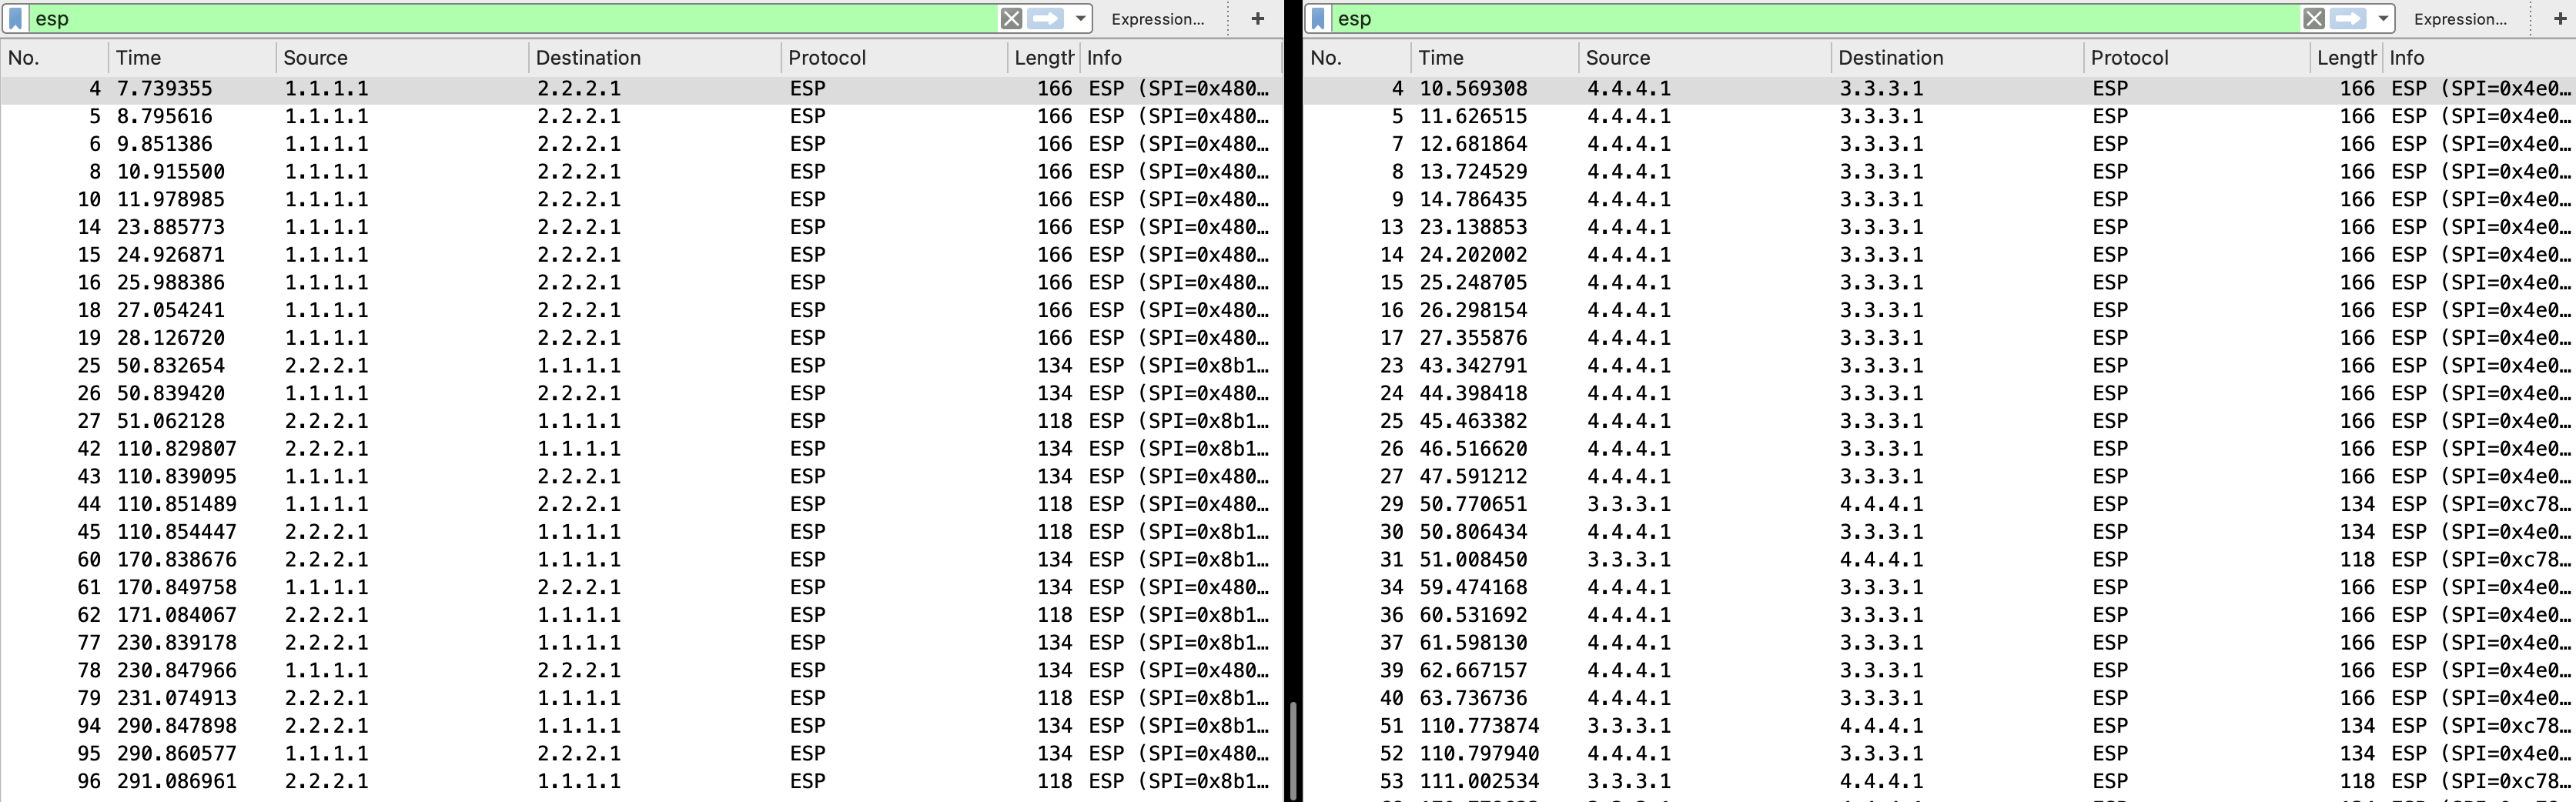 esp Expression... +
No. Time Source Destination Protocol Length Info
4 7.739355 1.1.1.1 2.2.2.1 ESP 166 ESP (SPI=0x480…
5 8.795616 1.1.1.1 2.2.2.1 ESP 166 ESP (SPI=0x480…
6 9.851386 1.1.1.1 2.2.2.1 ESP 166 ESP (SPI=0x480…
8 10.915500 1.1.1.1 2.2.2.1 ESP 166 ESP (SPI=0x480…
10 11.978985 1.1.1.1 2.2.2.1 ESP 166 ESP (SPI=0x480…
14 23.885773 1.1.1.1 2.2.2.1 ESP 166 ESP (SPI=0x480…
15 24.926871 1.1.1.1 2.2.2.1 ESP 166 ESP (SPI=0x480…
16 25.988386 1.1.1.1 2.2.2.1 ESP 166 ESP (SPI=0x480…
18 27.054241 1.1.1.1 2.2.2.1 ESP 166 ESP (SPI=0x480…
19 28.126720 1.1.1.1 2.2.2.1 ESP 166 ESP (SPI=0x480…
25 50.832654 2.2.2.1 1.1.1.1 ESP 134 ESP (SPI=0x8b1…
26 50.839420 1.1.1.1 2.2.2.1 ESP 134 ESP (SPI=0x480…
27 51.062128 2.2.2.1 1.1.1.1 ESP 118 ESP (SPI=0x8b1…
42 110.829807 2.2.2.1 1.1.1.1 ESP 134 ESP (SPI=0x8b1…
43 110.839095 1.1.1.1 2.2.2.1 ESP 134 ESP (SPI=0x480…
44 110.851489 1.1.1.1 2.2.2.1 ESP 118 ESP (SPI=0x480…
45 110.854447 2.2.2.1 1.1.1.1 ESP 118 ESP (SPI=0x8b1…
60 170.838676 2.2.2.1 1.1.1.1 ESP 134 ESP (SPI=0x8b1…
61 170.849758 1.1.1.1 2.2.2.1 ESP 134 ESP (SPI=0x480…
62 171.084067 2.2.2.1 1.1.1.1 ESP 118 ESP (SPI=0x8b1…
77 230.839178 2.2.2.1 1.1.1.1 ESP 134 ESP (SPI=0x8b1…
78 230.847966 1.1.1.1 2.2.2.1 ESP 134 ESP (SPI=0x480…
79 231.074913 2.2.2.1 1.1.1.1 ESP 118 ESP (SPI=0x8b1…
94 290.847898 2.2.2.1 1.1.1.1 ESP 134 ESP (SPI=0x8b1…
95 290.860577 1.1.1.1 2.2.2.1 ESP 134 ESP (SPI=0x480…
96 291.086961 2.2.2.1 1.1.1.1 ESP 118 ESP (SPI=0x8b1…
esp Expression... +
No. Time Source Destination Protocol Length Info
4 10.569308 4.4.4.1 3.3.3.1 ESP 166 ESP (SPI=0x4e0…
5 11.626515 4.4.4.1 3.3.3.1 ESP 166 ESP (SPI=0x4e0…
7 12.681864 4.4.4.1 3.3.3.1 ESP 166 ESP (SPI=0x4e0…
8 13.724529 4.4.4.1 3.3.3.1 ESP 166 ESP (SPI=0x4e0…
9 14.786435 4.4.4.1 3.3.3.1 ESP 166 ESP (SPI=0x4e0…
13 23.138853 4.4.4.1 3.3.3.1 ESP 166 ESP (SPI=0x4e0…
14 24.202002 4.4.4.1 3.3.3.1 ESP 166 ESP (SPI=0x4e0…
15 25.248705 4.4.4.1 3.3.3.1 ESP 166 ESP (SPI=0x4e0…
16 26.298154 4.4.4.1 3.3.3.1 ESP 166 ESP (SPI=0x4e0…
17 27.355876 4.4.4.1 3.3.3.1 ESP 166 ESP (SPI=0x4e0…
23 43.342791 4.4.4.1 3.3.3.1 ESP 166 ESP (SPI=0x4e0…
24 44.398418 4.4.4.1 3.3.3.1 ESP 166 ESP (SPI=0x4e0…
25 45.463382 4.4.4.1 3.3.3.1 ESP 166 ESP (SPI=0x4e0…
26 46.516620 4.4.4.1 3.3.3.1 ESP 166 ESP (SPI=0x4e0…
27 47.591212 4.4.4.1 3.3.3.1 ESP 166 ESP (SPI=0x4e0…
29 50.770651 3.3.3.1 4.4.4.1 ESP 134 ESP (SPI=0xc78…
30 50.806434 4.4.4.1 3.3.3.1 ESP 134 ESP (SPI=0x4e0…
31 51.008450 3.3.3.1 4.4.4.1 ESP 118 ESP (SPI=0xc78…
34 59.474168 4.4.4.1 3.3.3.1 ESP 166 ESP (SPI=0x4e0…
36 60.531692 4.4.4.1 3.3.3.1 ESP 166 ESP (SPI=0x4e0…
37 61.598130 4.4.4.1 3.3.3.1 ESP 166 ESP (SPI=0x4e0…
39 62.667157 4.4.4.1 3.3.3.1 ESP 166 ESP (SPI=0x4e0…
40 63.736736 4.4.4.1 3.3.3.1 ESP 166 ESP (SPI=0x4e0…
51 110.773874 3.3.3.1 4.4.4.1 ESP 134 ESP (SPI=0xc78…
52 110.797940 4.4.4.1 3.3.3.1 ESP 134 ESP (SPI=0x4e0…
53 111.002534 3.3.3.1 4.4.4.1 ESP 118 ESP (SPI=0xc78…